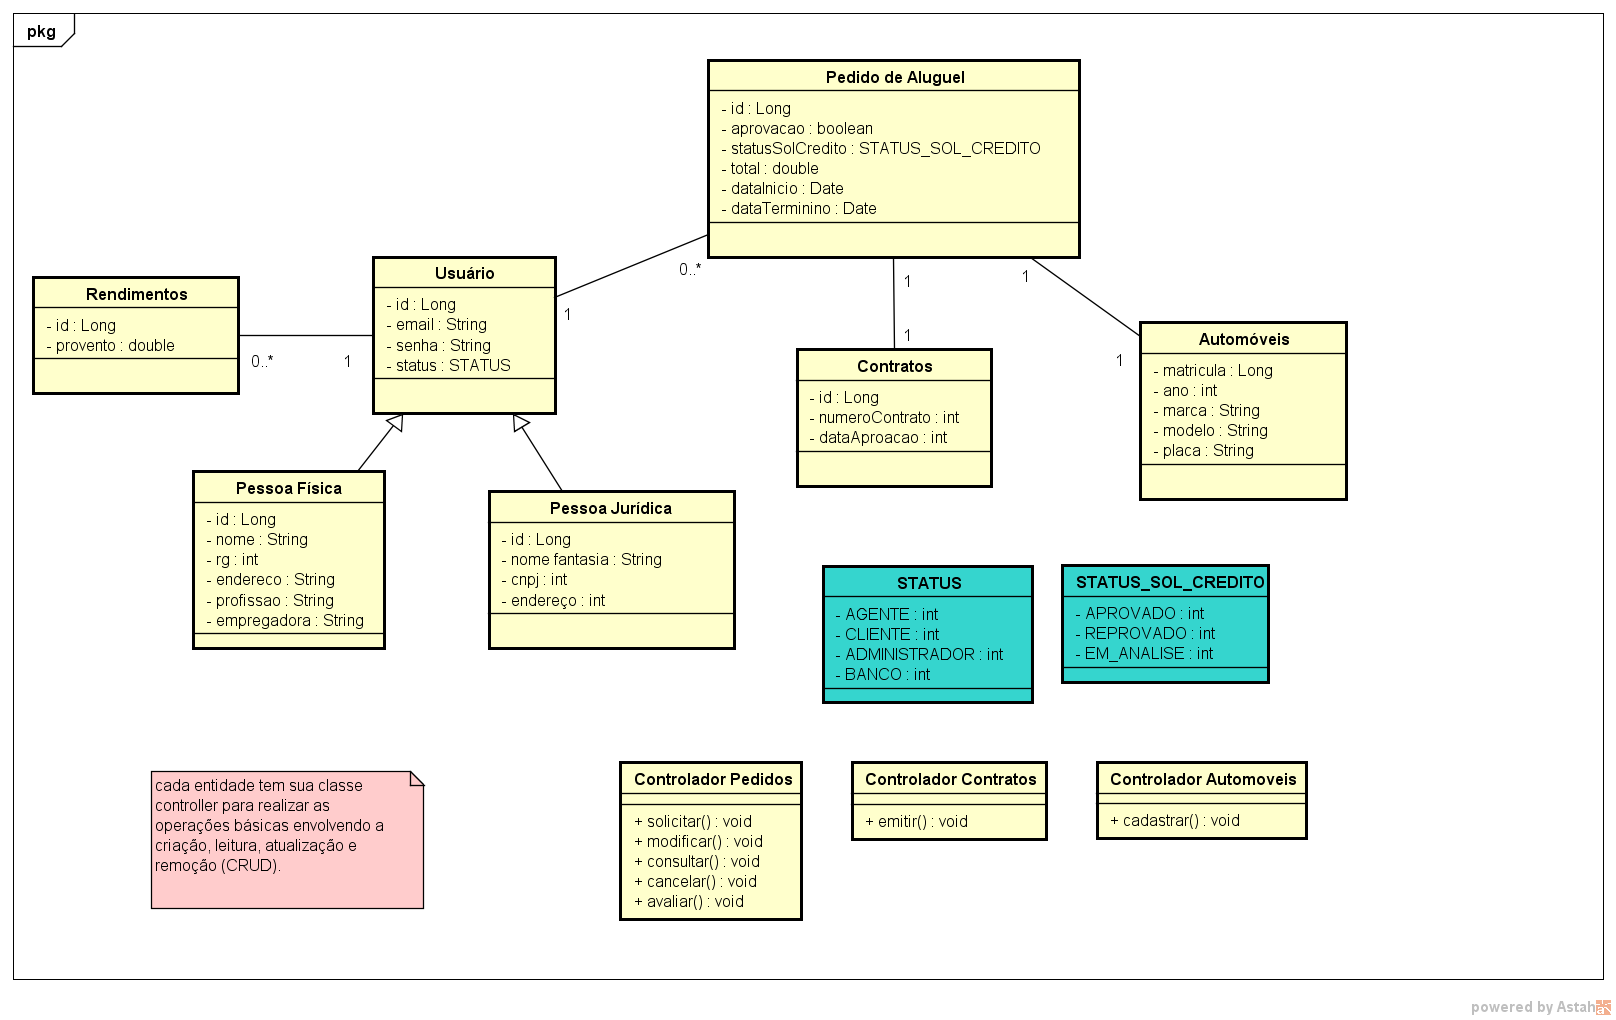 pkg
Pedido de Aluguel
- id : Long
- aprovacao : boolean
- statusSolCredito : STATUS_SOL_CREDITO
- total : double
- dataInicio : Date
- dataTerminino : Date
0..*
1
1
1
1
1
Rendimentos
- id : Long
- provento : double
0..*
1
Usuário
- id : Long
- email : String
- senha : String
- status : STATUS
Contratos
- id : Long
- numeroContrato : int
- dataAproacao : int
Automóveis
- matricula : Long
- ano : int
- marca : String
- modelo : String
- placa : String
Pessoa Física
- id : Long
- nome : String
- rg : int
- endereco : String
- profissao : String
- empregadora : String
Pessoa Jurídica
- id : Long
- nome fantasia : String
- cnpj : int
- endereço : int
STATUS
- AGENTE : int
- CLIENTE : int
- ADMINISTRADOR : int
- BANCO : int
STATUS_SOL_CREDITO
- APROVADO : int
- REPROVADO : int
- EM_ANALISE : int
cada entidade tem sua classe
controller para realizar as
operações básicas envolvendo a
criação, leitura, atualização e
remoção (CRUD).
Controlador Pedidos
+ solicitar() : void
+ modificar() : void
+ consultar() : void
+ cancelar() : void
+ avaliar() : void
Controlador Contratos
+ emitir() : void
Controlador Automoveis
+ cadastrar() : void
powered by Astah